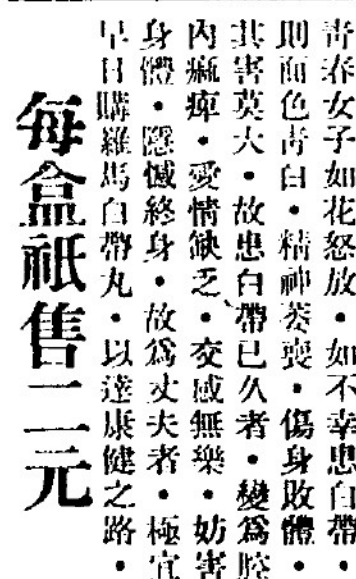 青春女子如花怒放・如不幸患白帶・
則面色青白・精神萎喪・傷身敗體・
其害莫大・故患白帶已久者・變爲腔
內痲痺・愛情缺乏・交感無樂・妨害
身體・隱憾終身・故爲丈夫者・極宜
早日購羅馬白帶丸・以達康健之路・
每盒祇售二元